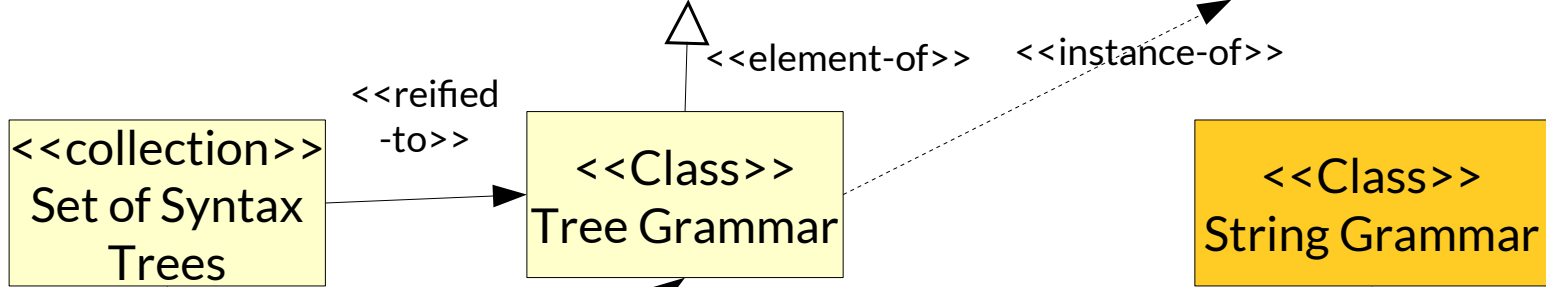 <<element-of>>
<<instance-of>>
<<reified
-to>>
<<collection>>
Set of Syntax
Trees
<<Class>>
Tree Grammar
<<Class>>
String Grammar